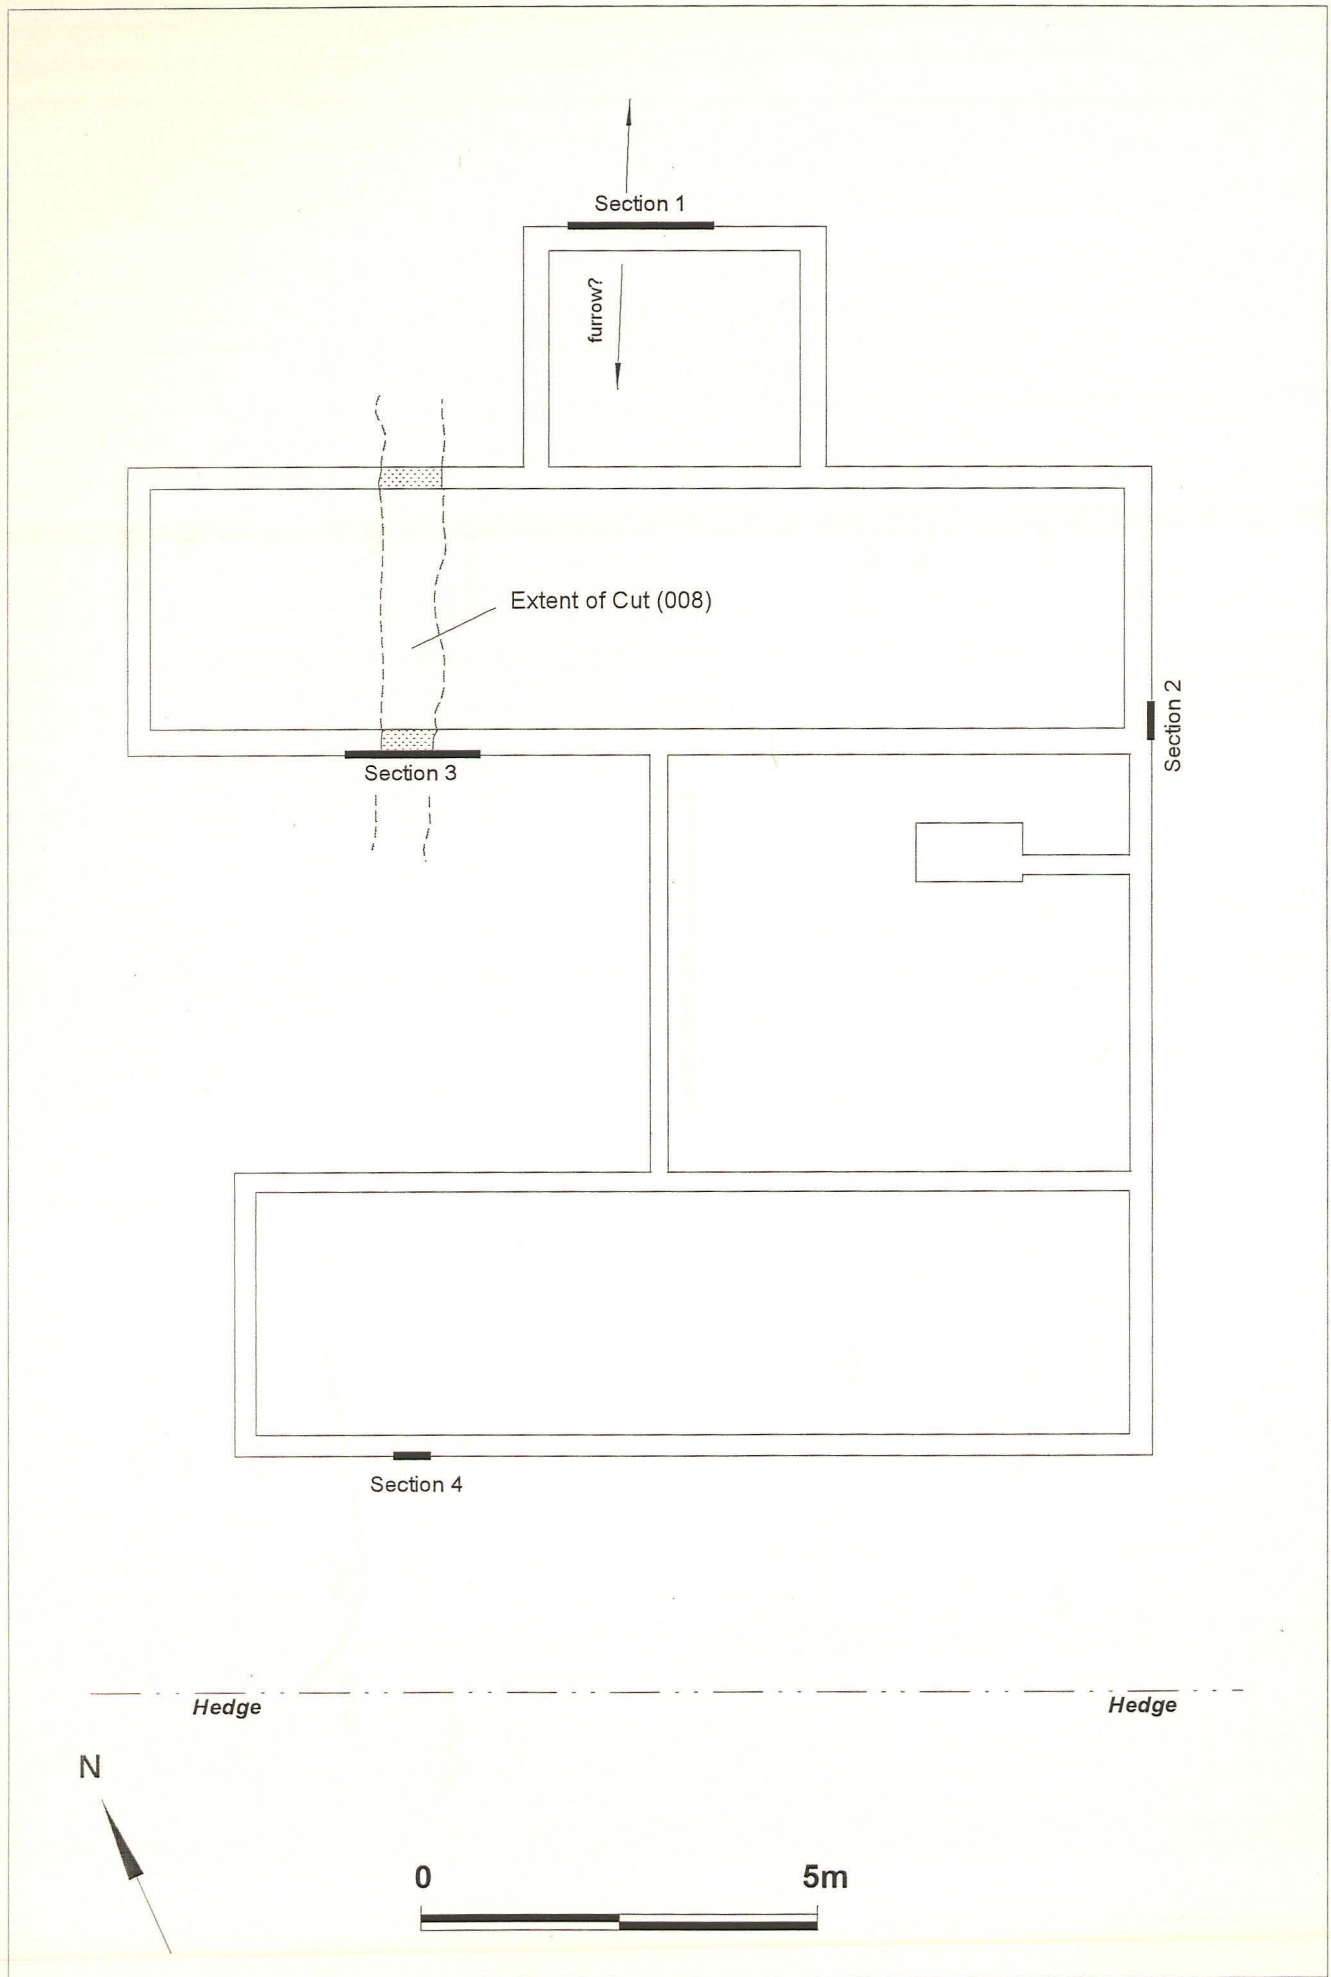 Section 1
furrow?
Extent of Cut (008)
Section 2
Section 3
Section 4
Hedge
Hedge
N
0
5m